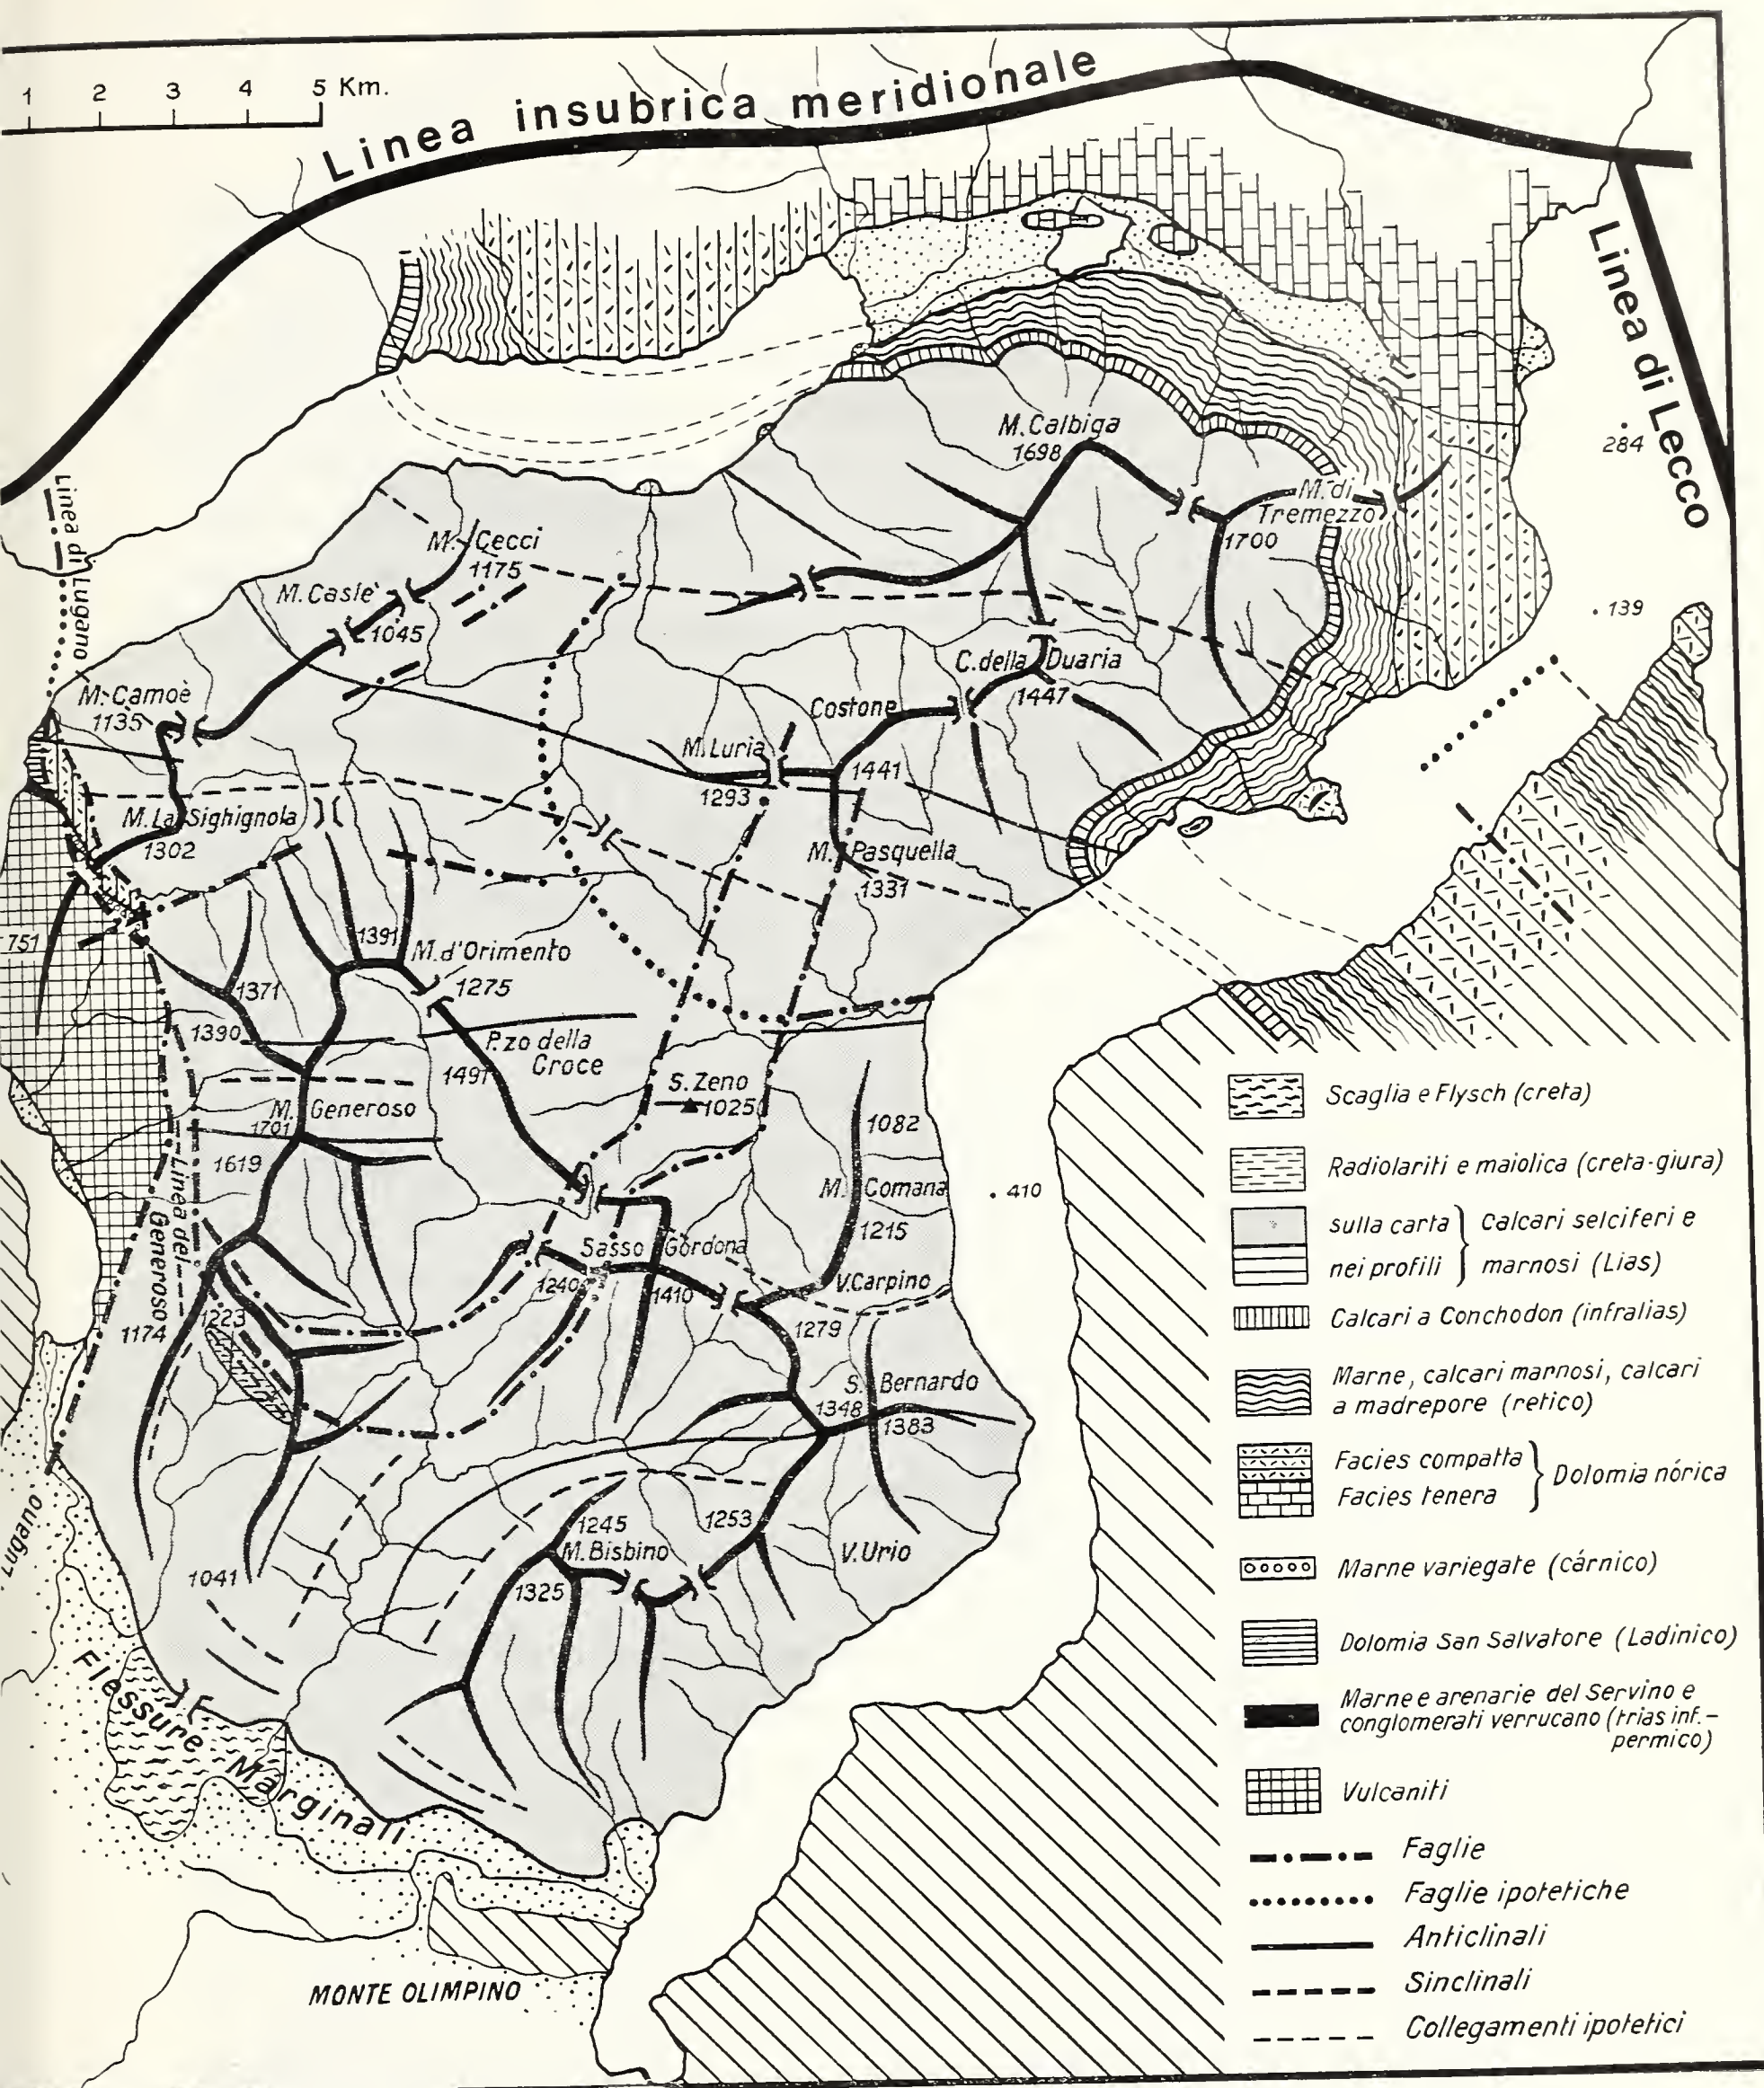 1 2 3 4 5 Km.
Linea insubrica meridionale
Linea di Lecco
Linea di Lugano
M. Calbiga
1698
M. di
Tremezzo
1700
284
139
M. Cecci
1175
M. Caslè
1045
M. Camoè
1135
C. della Duaria
1447
Costone
M. Luria
1441
1293
M. La Sighignola
1302
M. Pasquella
1331
751
1391
M. d'Orimento
1275
1371
1390
P.zo della
Croce
1491
S. Zeno
1025
M. Generoso
1701
1082
1619
M. Comana
410
1215
Linea del
Generoso
Sasso Gordona
1240
1410
V. Carpino
1279
1174
1223
S. Bernardo
1348
1383
1245
M. Bisbino
1253
V. Urio
1325
1041
Lugano
Flessure Marginali
MONTE OLIMPINO
Scaglia e Flysch (creta)
Radiolariti e maiolica (creta-giura)
sulla carta } Calcari selciferi e
nei profili } marnosi (Lias)
Calcari a Conchodon (infralias)
Marne, calcari marnosi, calcari
a madrepore (retico)
Facies compatta } Dolomia nórica
Facies tenera
Marne variegate (cárnico)
Dolomia San Salvatore (Ladinico)
Marne e arenarie del Servino e
conglomerati verrucano (trias inf.-
permico)
Vulcaniti
Faglie
Faglie ipotetiche
Anticlinali
Sinclinali
Collegamenti ipotetici